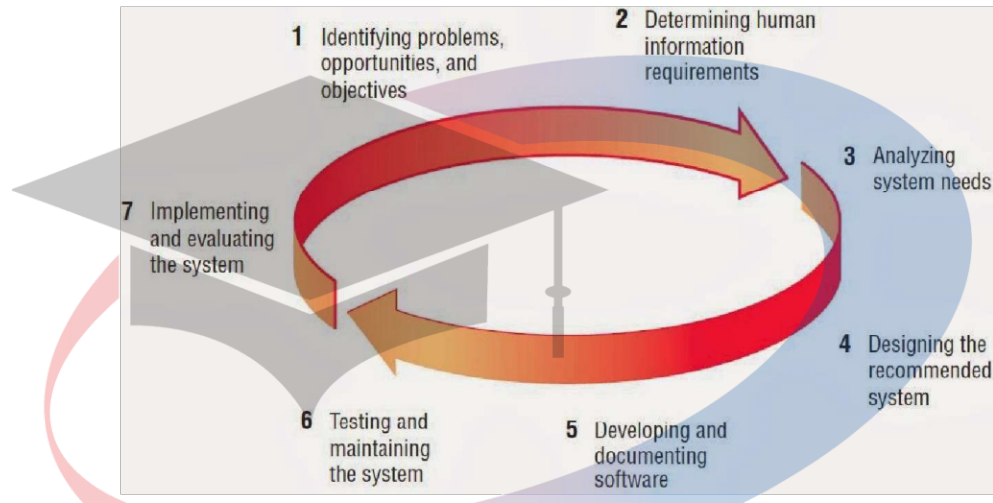 1 Identifying problems,
opportunities, and
objectives
2 Determining human
information
requirements
3 Analyzing
system needs
4 Designing the
recommended
system
5 Developing and
documenting
software
6 Testing and
maintaining
the system
7 Implementing
and evaluating
the system